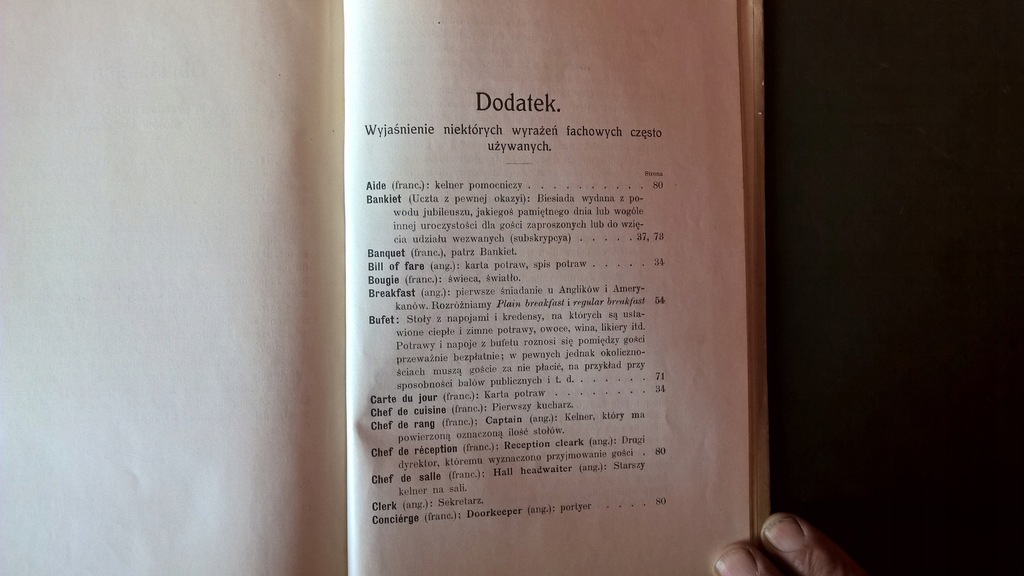 Dodatek.
Wyjaśnienie niektórych wyrażeń fachowych często
używanych.
Strona
Aide (franc.): kelner pomocniczy . . . . . . . . . . 80
Bankiet (Uczta z pewnej okazyi): Biesiada wydana z po-
wodu jubileuszu, jakiegoś pamiętnego dnia lub wogóle
innej uroczystości dla gości zaproszonych lub do wzię-
cia udziału wezwanych (subskrypcya) . . . . . 37, 73
Banquet (franc.), patrz Bankiet.
Bill of fare (ang.): karta potraw, spis potraw . . . . . 34
Bougie (franc.): świeca, światło.
Breakfast (ang.): pierwsze śniadanie u Anglików i Amery-
kanów. Rozróżniamy Plain breakfast i regular breakfast 54
Bufet: Stoły z napojami i kredensy, na których są usta-
wione ciepłe i zimne potrawy, owoce, wina, likiery itd.
Potrawy i napoje z bufetu roznosi się pomiędzy gości
przeważnie bezpłatnie; w pewnych jednak okoliczno-
ściach muszą goście za nie płacić, na przykład przy
sposobności balów publicznych i t. d. . . . . . . 71
Carte du jour (franc.): Karta potraw . . . . . . . . 34
Chef de cuisine (franc.): Pierwszy kucharz.
Chef de rang (franc.); Captain (ang.): Kelner, który ma
powierzoną oznaczoną ilość stołów.
Chef de réception (franc.); Reception cleark (ang.): Drugi
dyrektor, któremu wyznaczono przyjmowanie gości . 80
Chef de salle (franc.); Hall headwaiter (ang.): Starszy
kelner na sali.
Clerk (ang.): Sekretarz.
Conciérge (franc.); Doorkeeper (ang.): portyer . . . . 80